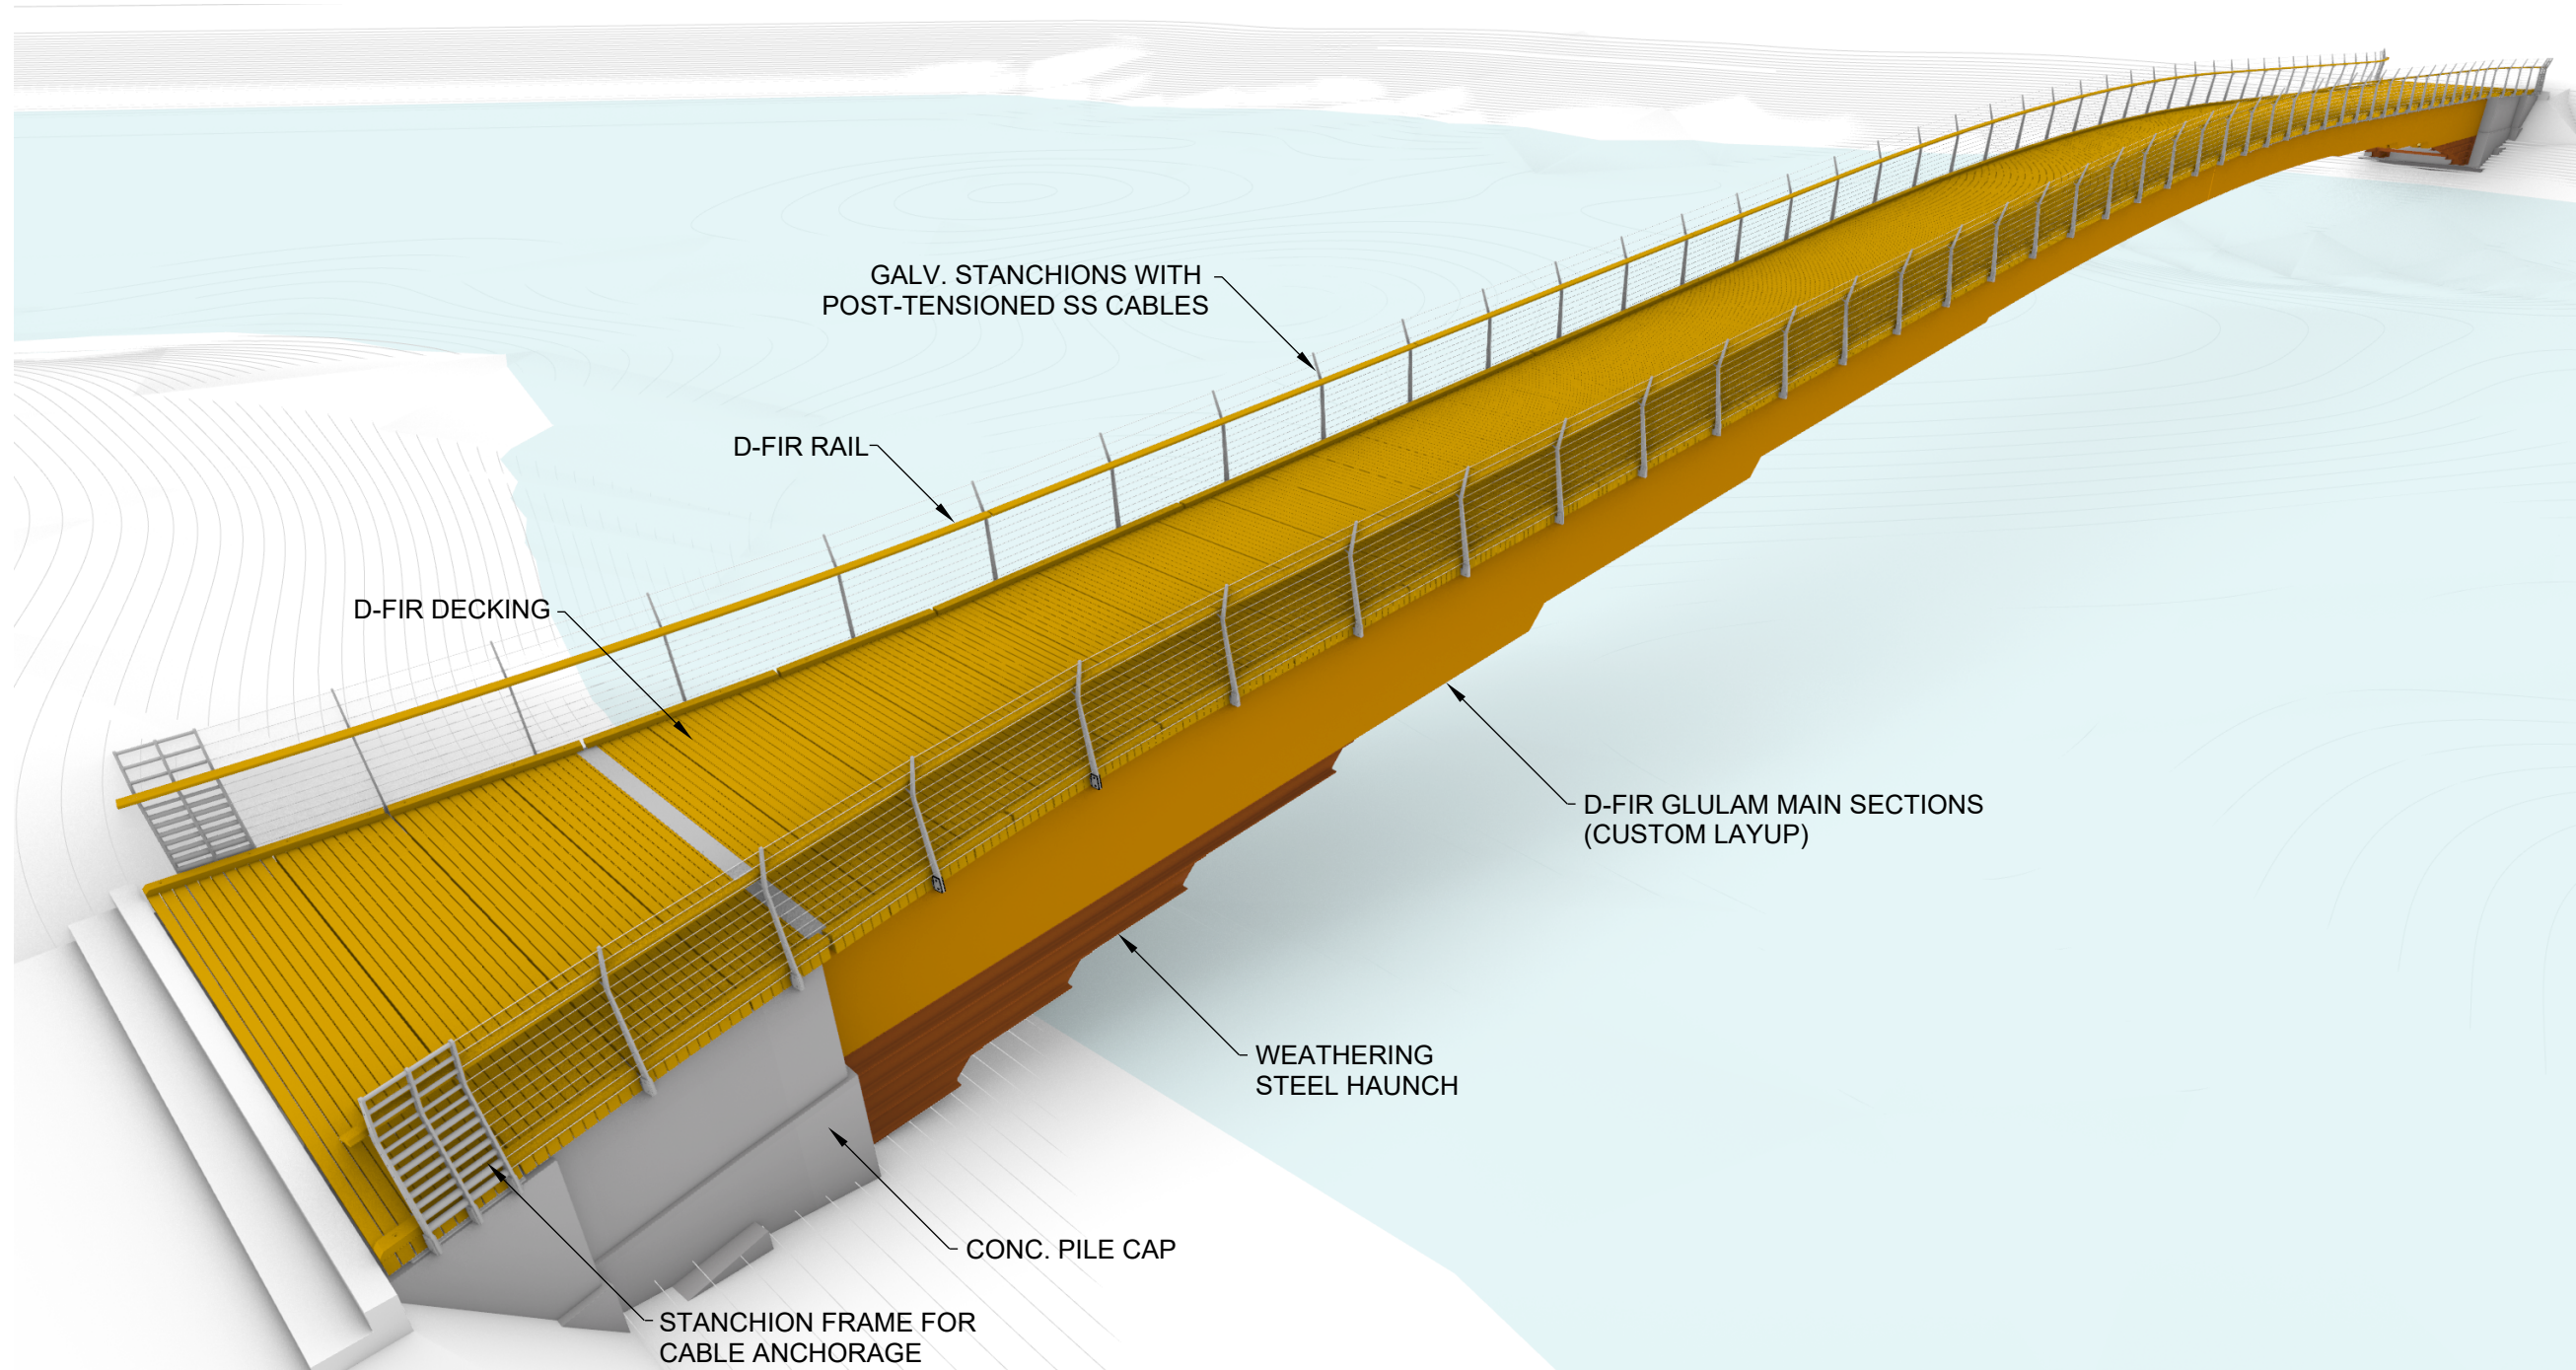 GALV. STANCHIONS WITH
POST-TENSIONED SS CABLES
D-FIR RAIL
D-FIR DECKING
D-FIR GLULAM MAIN SECTIONS
(CUSTOM LAYUP)
WEATHERING
STEEL HAUNCH
CONC. PILE CAP
STANCHION FRAME FOR
CABLE ANCHORAGE